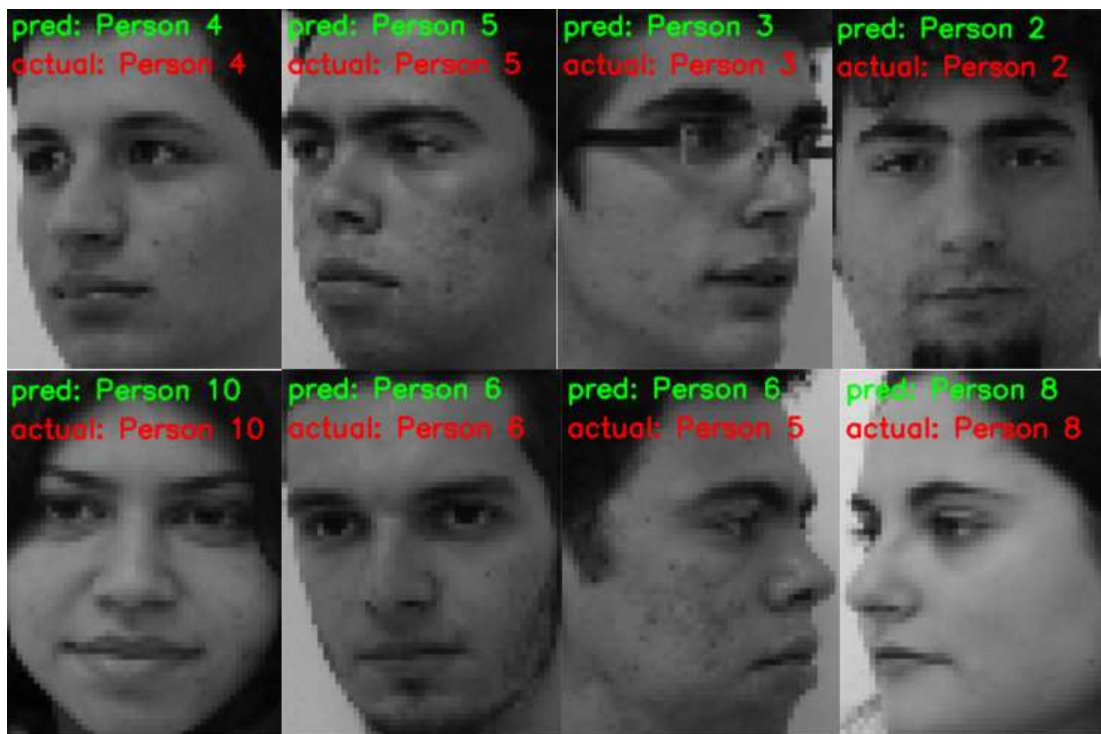 pred: Person 4
actual: Person 4
pred: Person 5
actual: Person 5
pred: Person 3
actual: Person 3
pred: Person 2
actual: Person 2
pred: Person 10
actual: Person 10
pred: Person 6
actual: Person 6
pred: Person 6
actual: Person 5
pred: Person 8
actual: Person 8